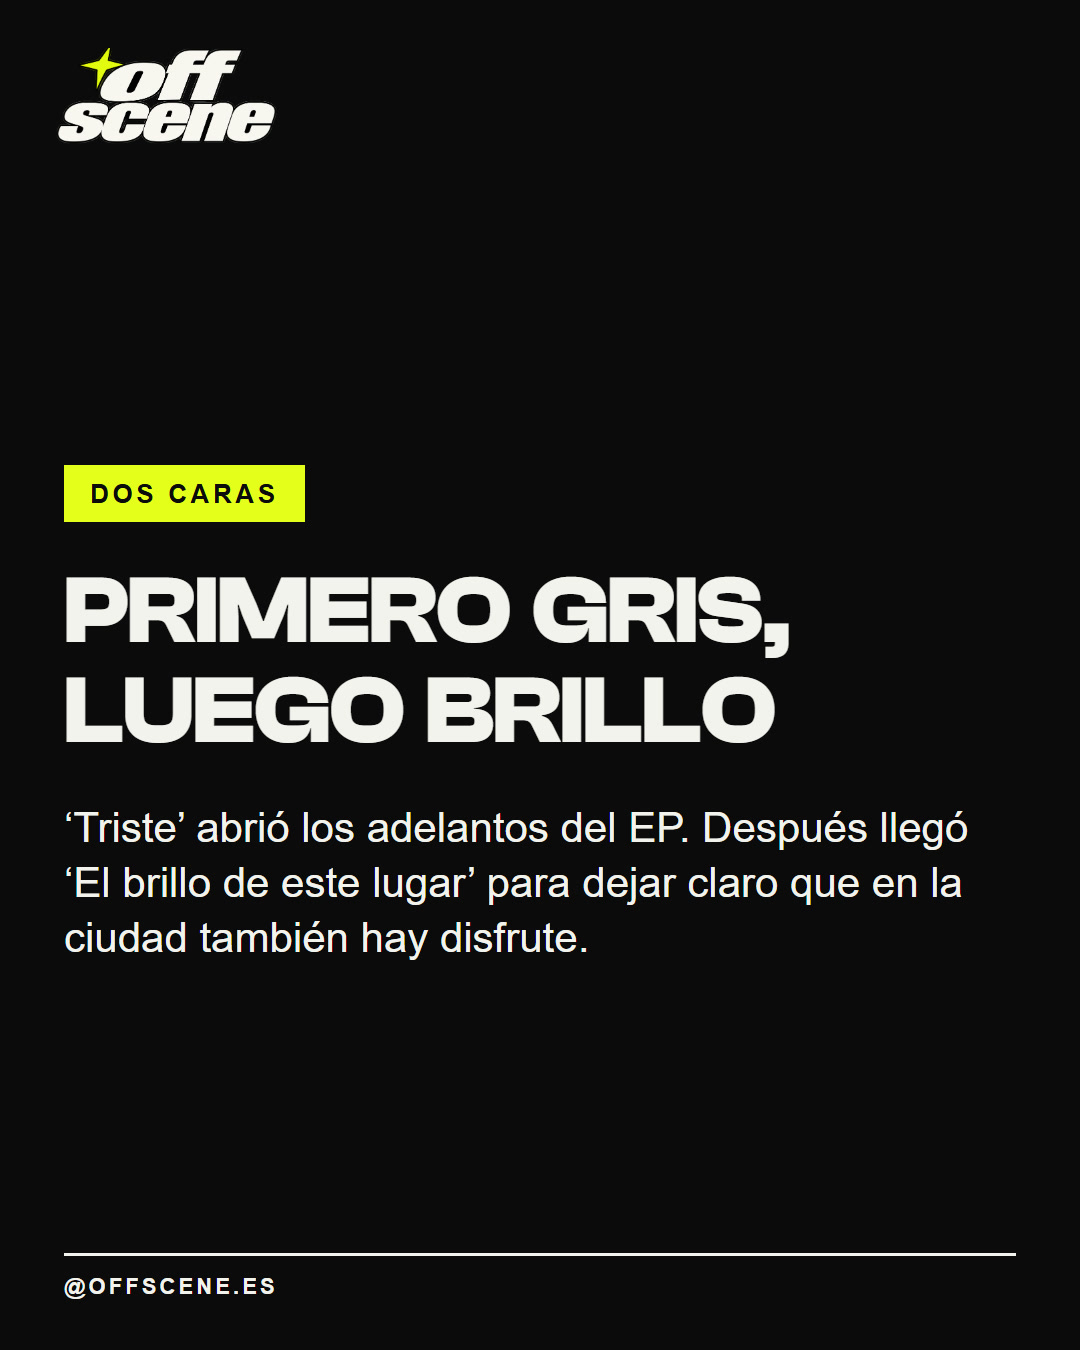 off
scene
DOS CARAS
PRIMERO GRIS,
LUEGO BRILLO
‘Triste’ abrió los adelantos del EP. Después llegó
‘El brillo de este lugar’ para dejar claro que en la
ciudad también hay disfrute.
@OFFSCENE.ES